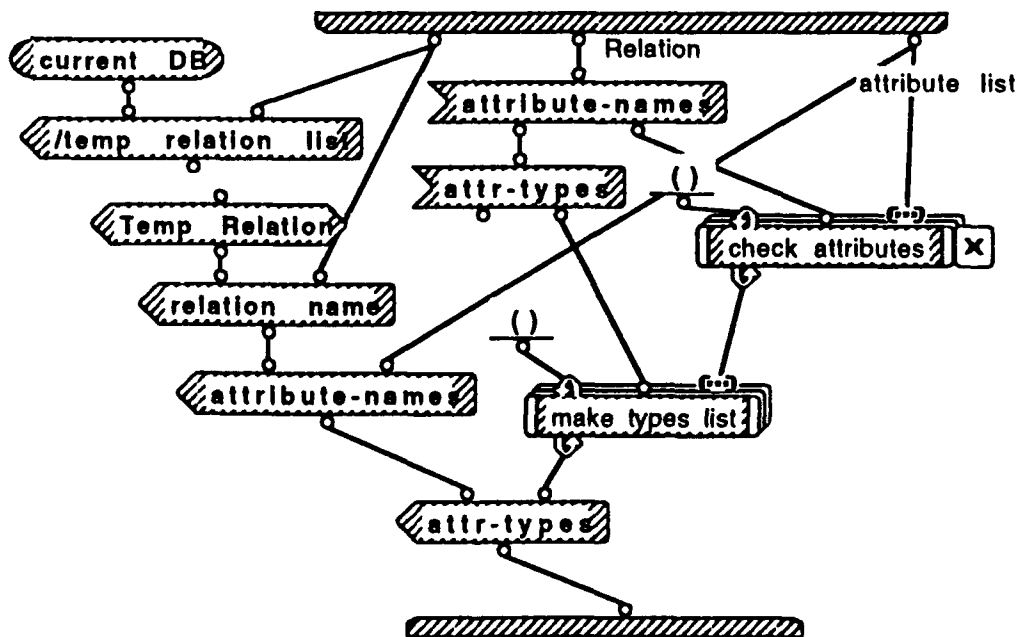 Relation
current DB
attribute list
attribute-names
/temp relation list
()
attr-types
Temp Relation
check attributes
relation name
()
attribute-names
make types list
attr-types